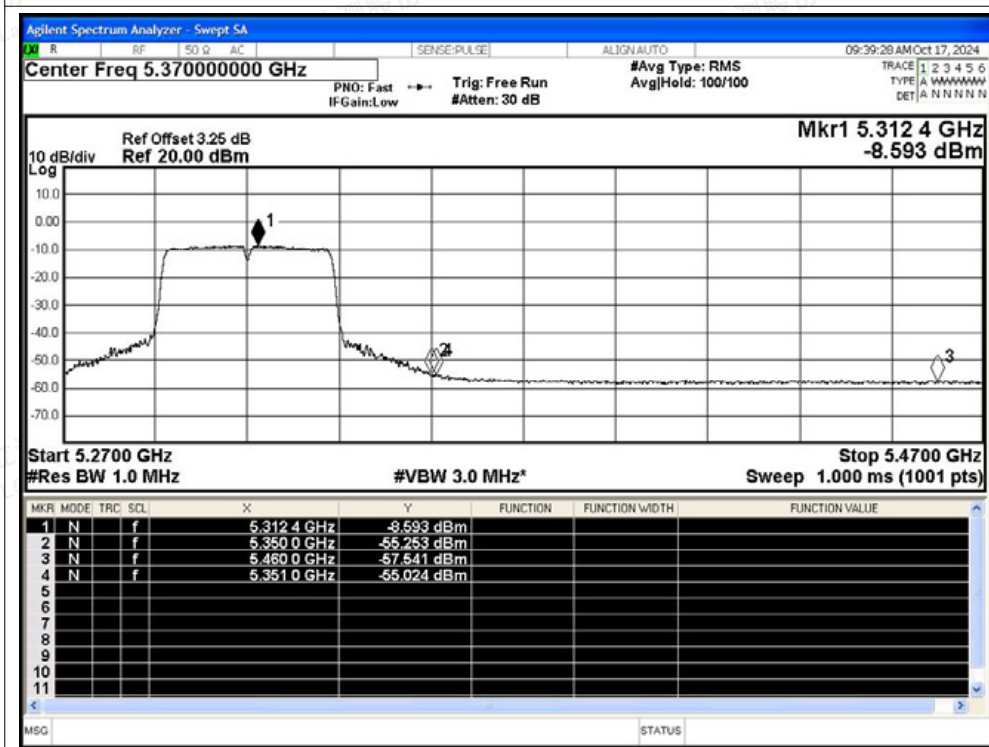 Agilent Spectrum Analyzer - Swept SA
LXI R RF 50 Ω AC SENSE:PULSE ALIGN AUTO 09:39:28 AM Oct 17, 2024
Center Freq 5.370000000 GHz
PNO: Fast
IFGain:Low
Trig: Free Run
#Atten: 30 dB
#Avg Type: RMS
Avg|Hold: 100/100
TRACE 1 2 3 4 5 6
TYPE A WWWWW
DET A N N N N N
Mkr1 5.312 4 GHz
-8.593 dBm
Ref Offset 3.25 dB
10 dB/div Ref 20.00 dBm
Log
10.0
0.00
-10.0
-20.0
-30.0
-40.0
-50.0
-60.0
-70.0
1
2
4
3
Start 5.2700 GHz Stop 5.4700 GHz
#Res BW 1.0 MHz #VBW 3.0 MHz* Sweep 1.000 ms (1001 pts)
MKR MODE TRC SCL X Y FUNCTION FUNCTION WIDTH FUNCTION VALUE
1 N f 5.312 4 GHz -8.593 dBm
2 N f 5.350 0 GHz -55.253 dBm
3 N f 5.460 0 GHz -57.541 dBm
4 N f 5.351 0 GHz -55.024 dBm
5
6
7
8
9
10
11
MSG STATUS